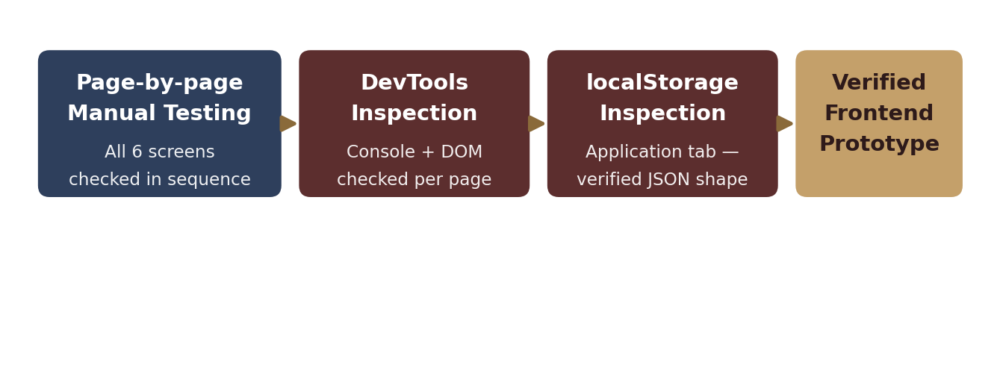 Page-by-page
Manual Testing
All 6 screens
checked in sequence
DevTools
Inspection
Console + DOM
checked per page
localStorage
Inspection
Application tab —
verified JSON shape
Verified
Frontend
Prototype